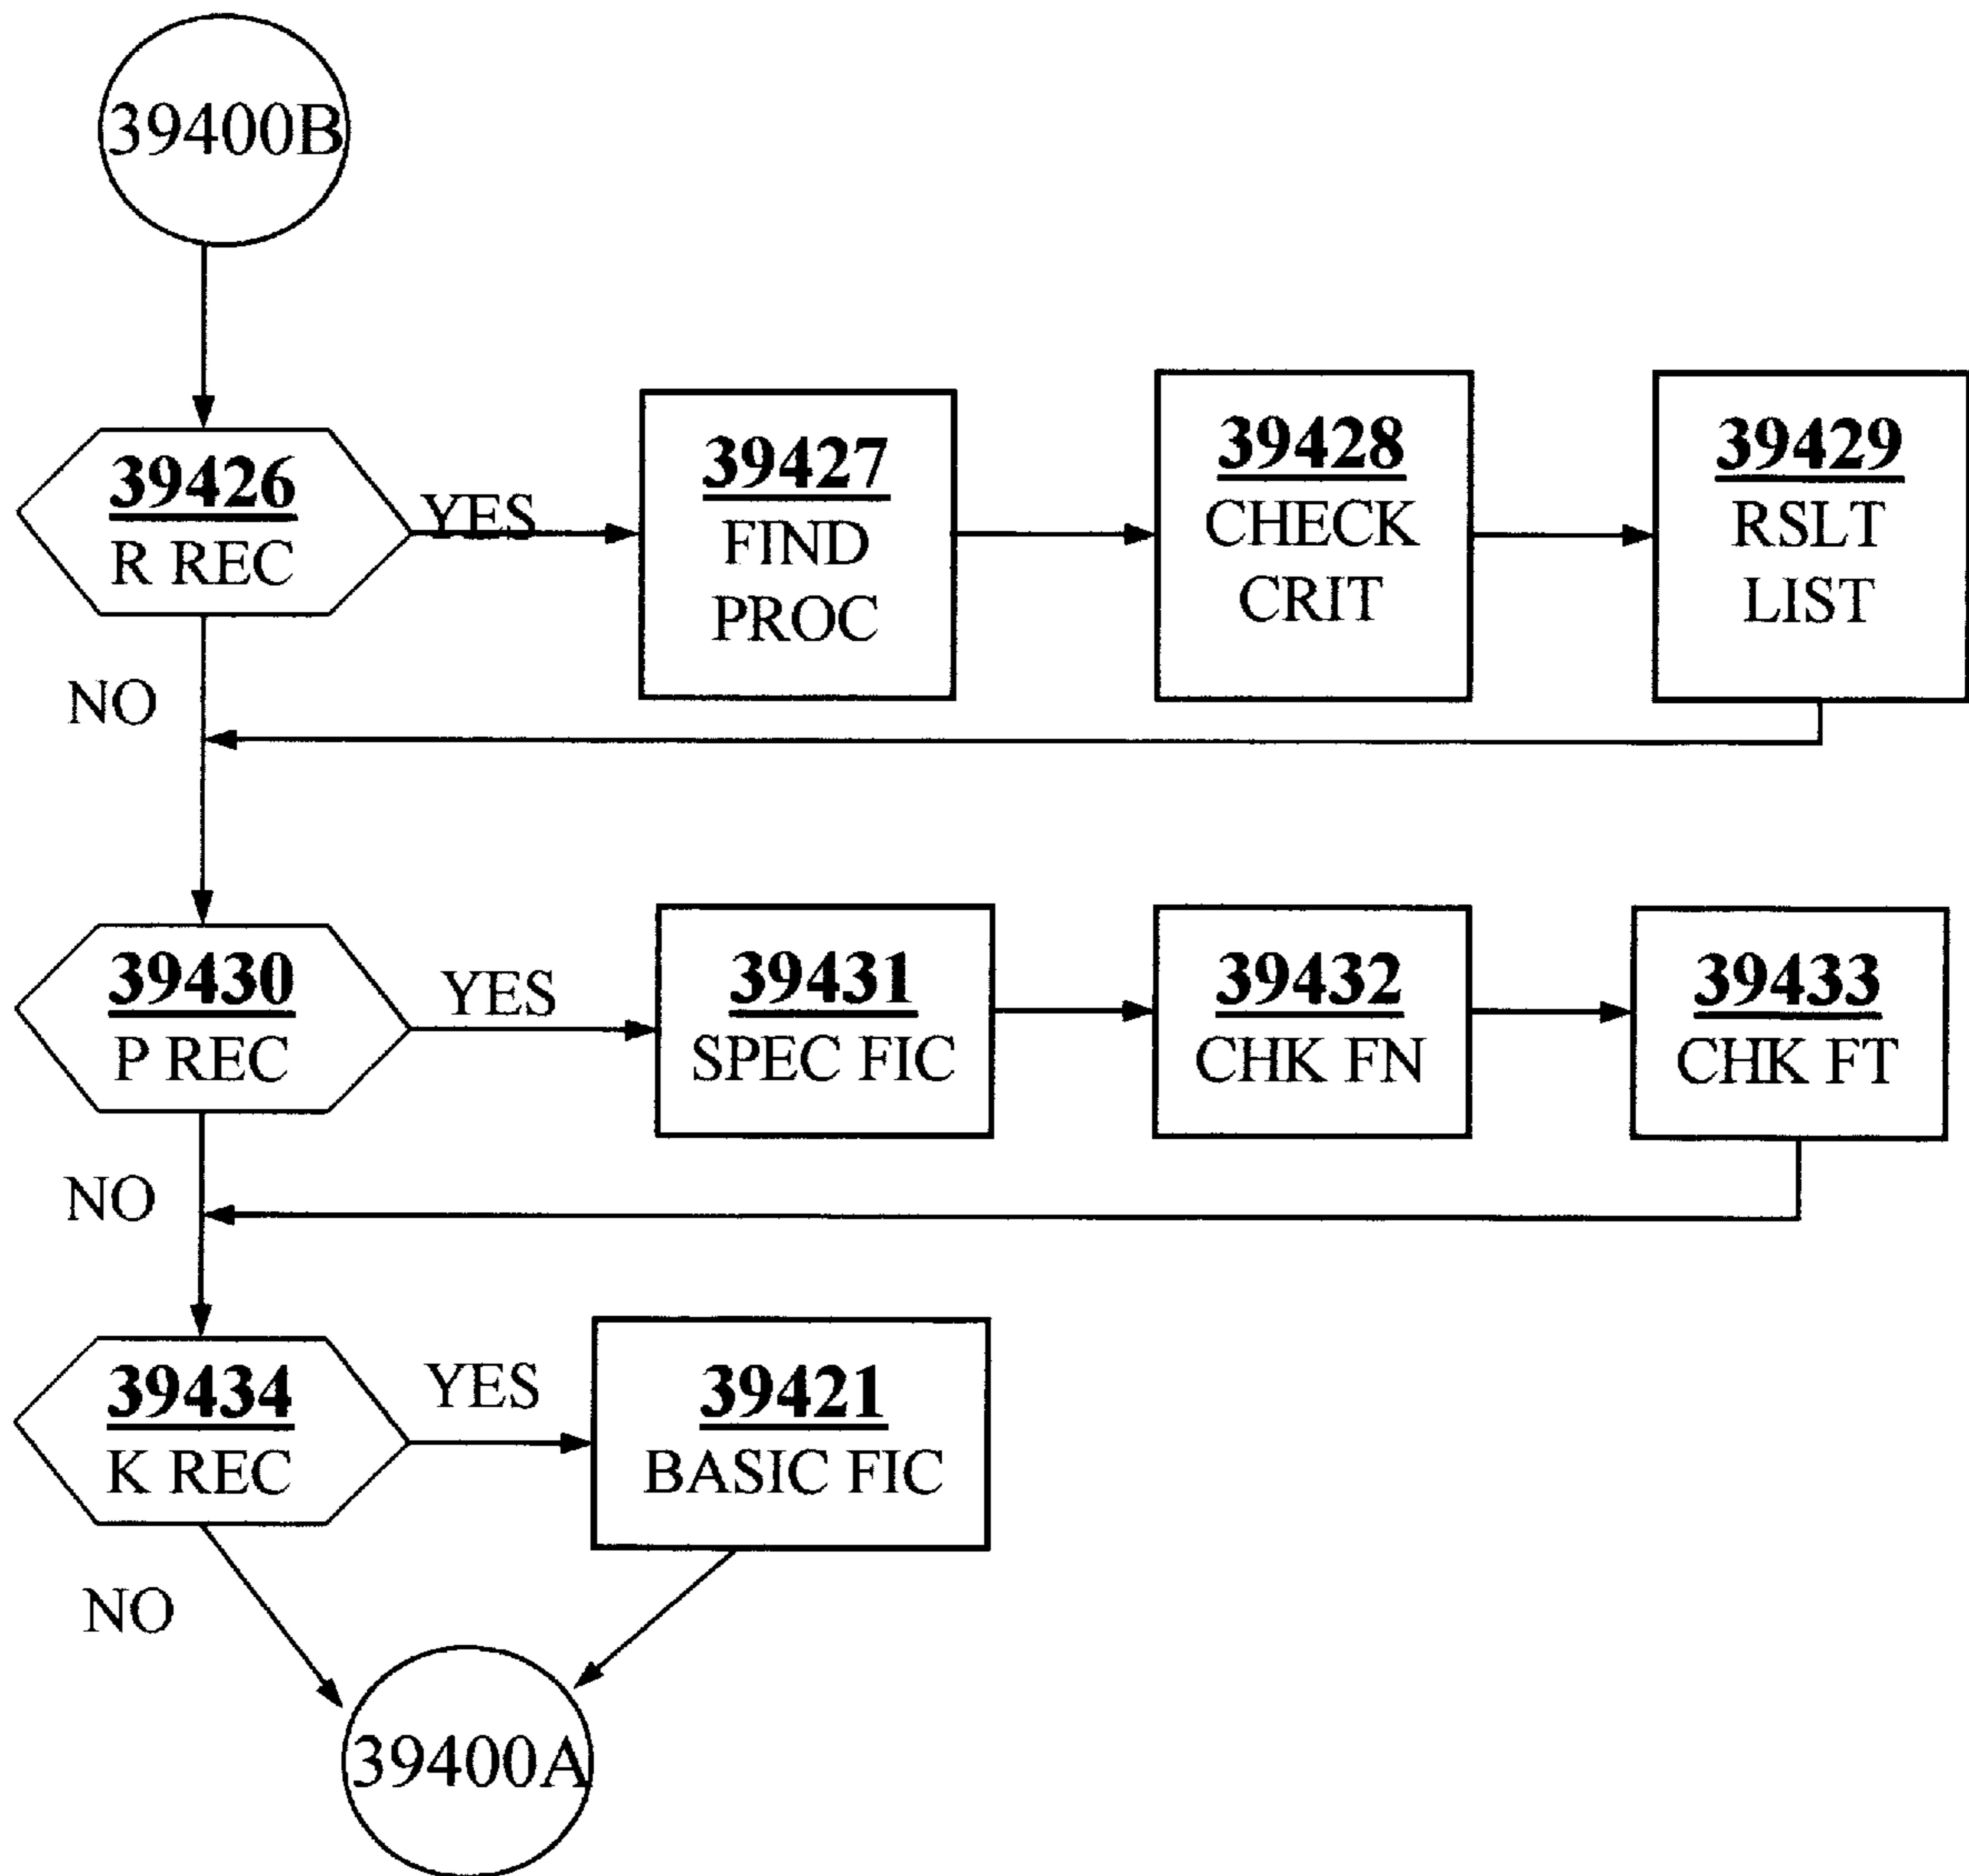 39400B
39426
R REC
YES
39427
FIND
PROC
39428
CHECK
CRIT
39429
RSLT
LIST
NO
39430
P REC
YES
39431
SPEC FIC
39432
CHK FN
39433
CHK FT
NO
39434
K REC
YES
39421
BASIC FIC
NO
39400A